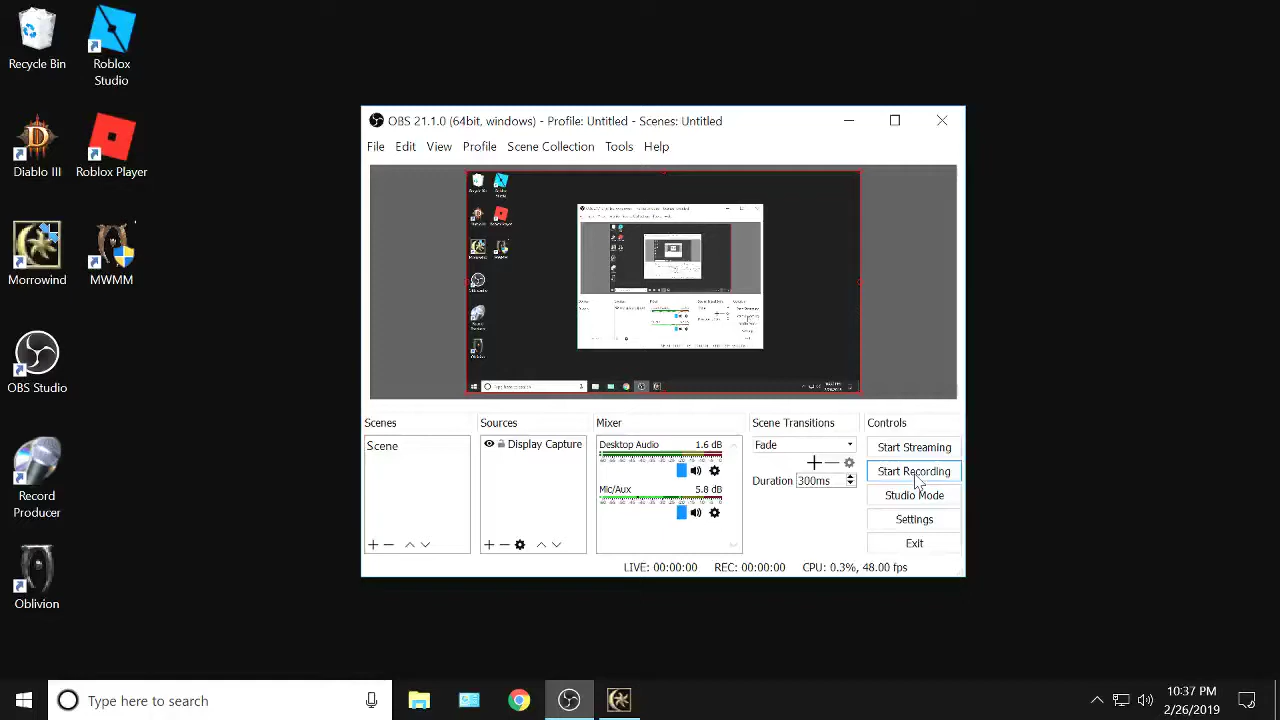 Recycle Bin
Roblox
Studio
Diablo III
Roblox Player
Morrowind
MWMM
OBS Studio
Record
Producer
Oblivion
OBS 21.1.0 (64bit, windows) - Profile: Untitled - Scenes: Untitled
File Edit View Profile Scene Collection Tools Help
Scenes
Scene
Sources
Display Capture
Mixer
Desktop Audio 1.6 dB
Mic/Aux 5.8 dB
Scene Transitions
Fade
Duration 300ms
Controls
Start Streaming
Start Recording
Studio Mode
Settings
Exit
LIVE: 00:00:00 REC: 00:00:00 CPU: 0.3%, 48.00 fps
Type here to search
10:37 PM
2/26/2019